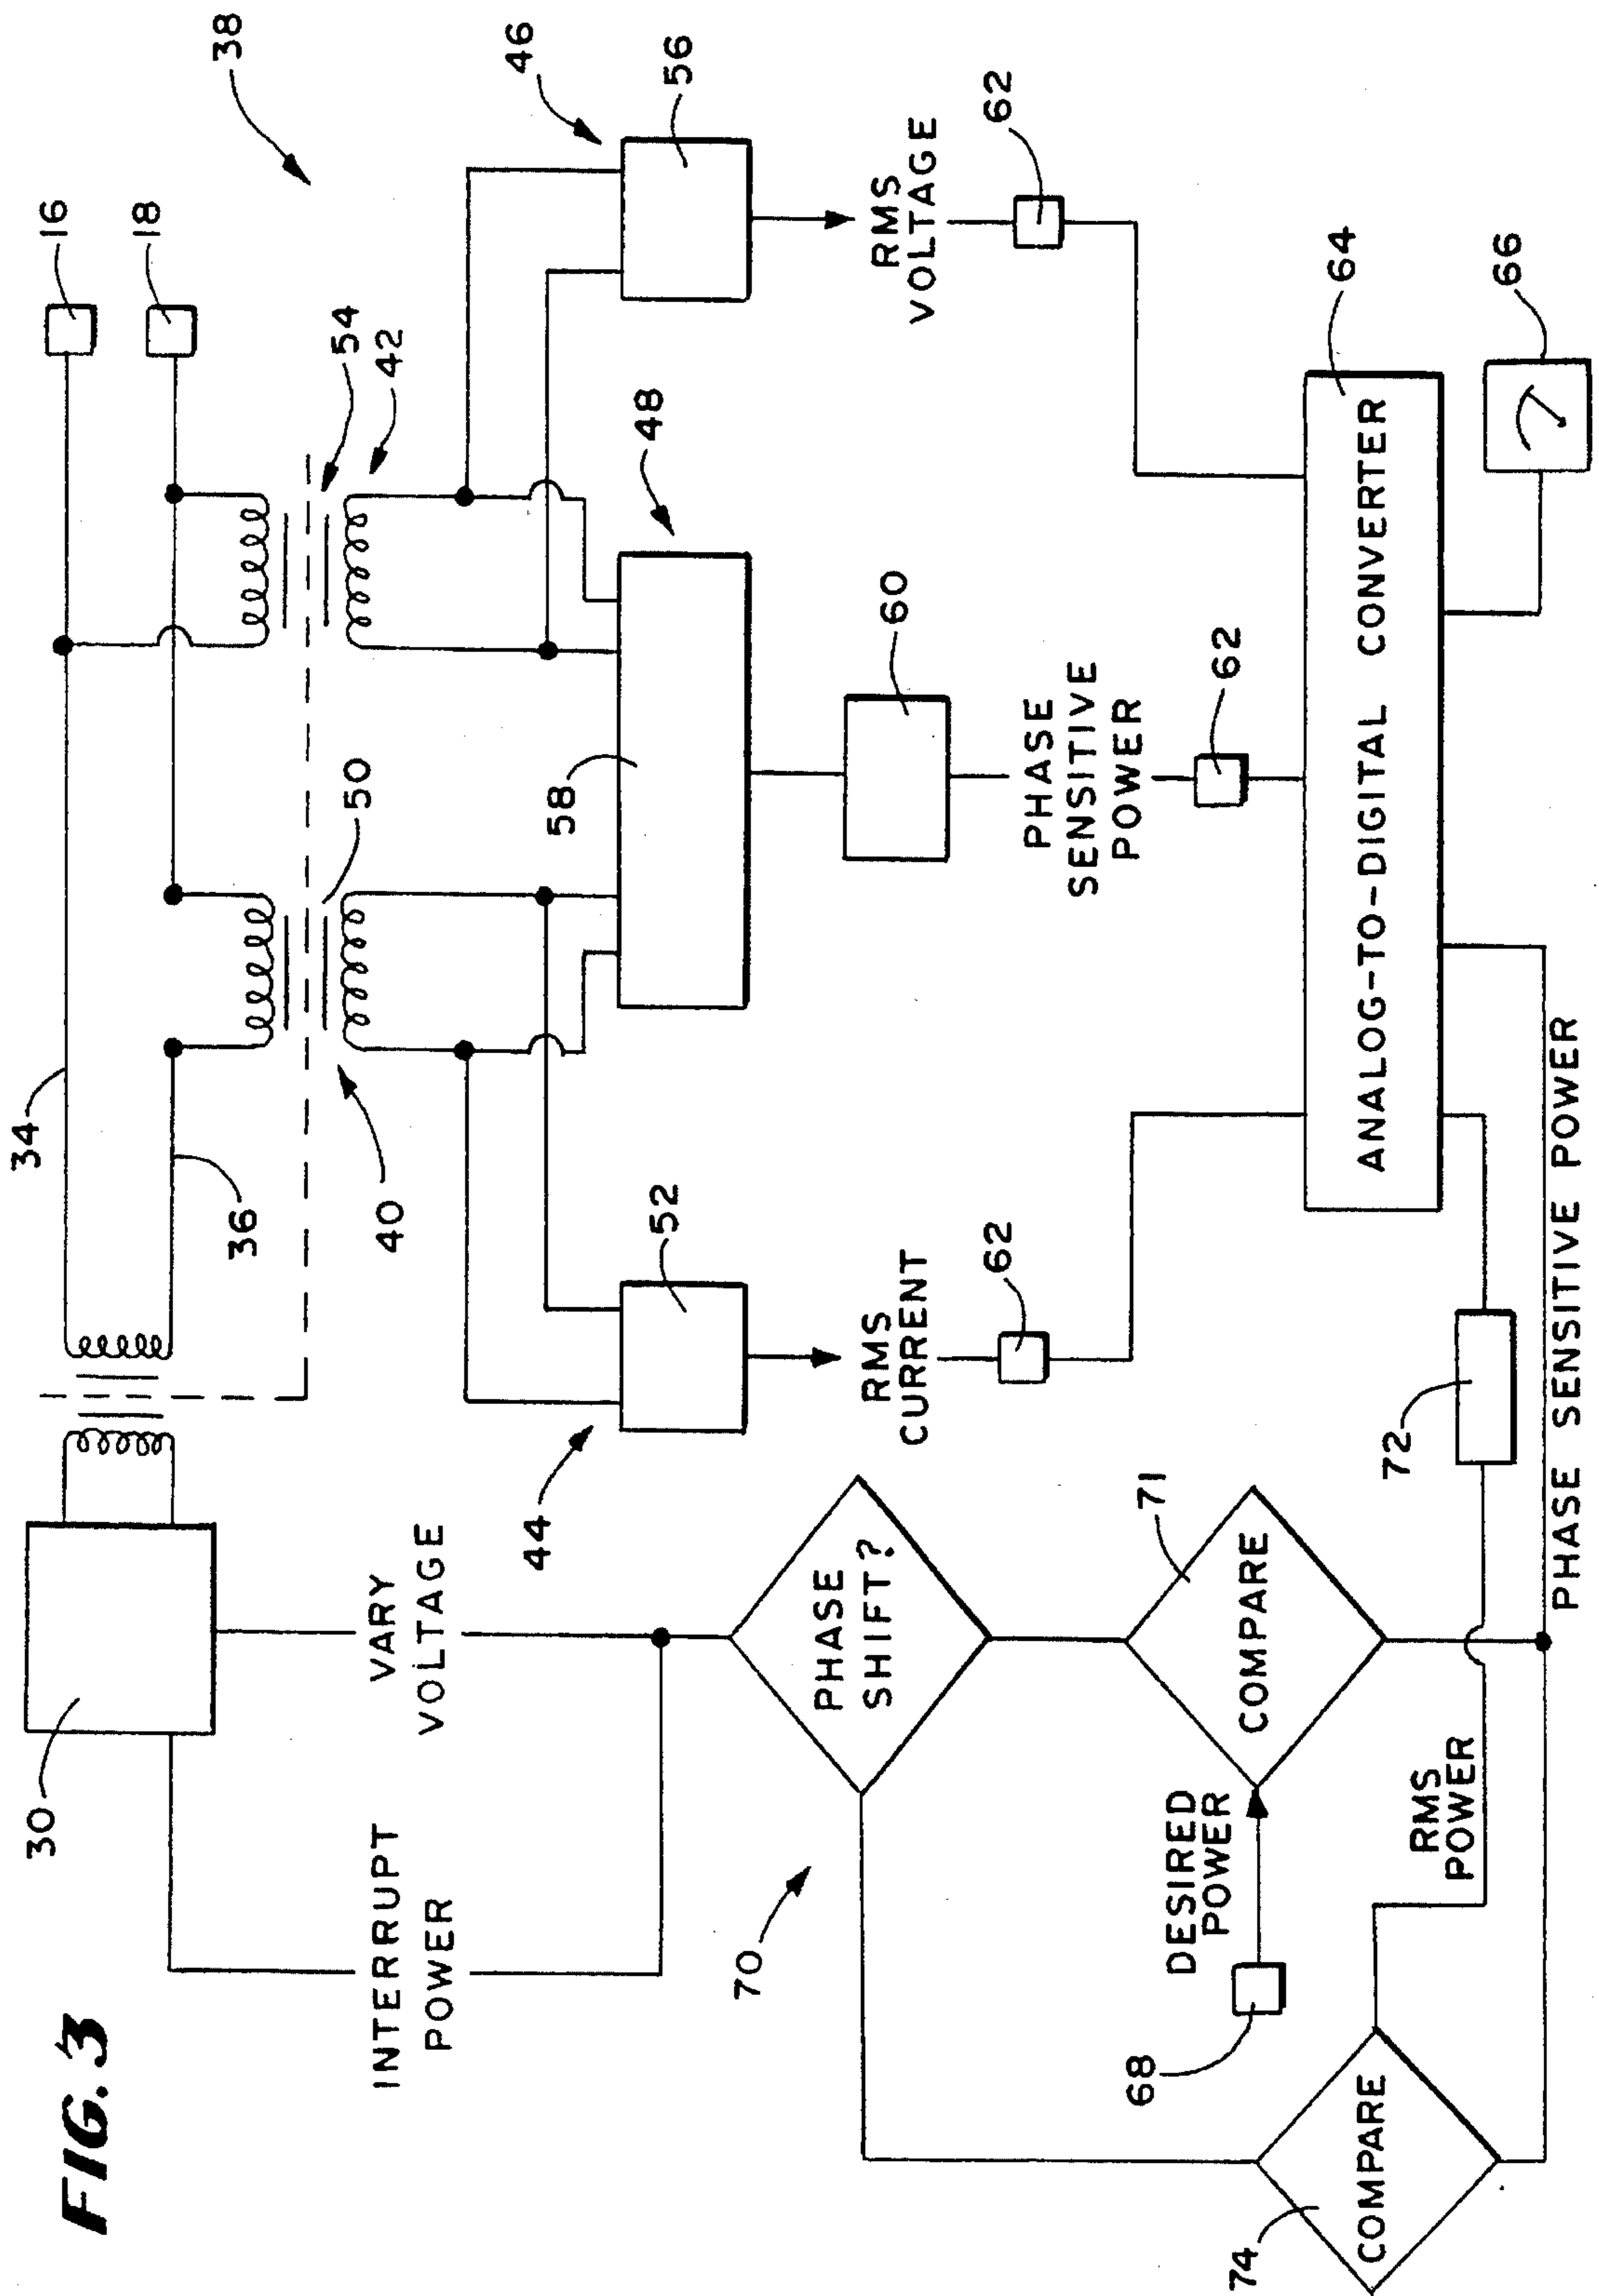 FIG. 3
38
16
18
34
36
30
54
42
50
40
46
56
48
58
52
44
60
62
62
62
RMS
VOLTAGE
PHASE
SENSITIVE
POWER
RMS
CURRENT
VARY
VOLTAGE
INTERRUPT
POWER
PHASE
SHIFT?
70
71
COMPARE
DESIRED
POWER
68
64
ANALOG-TO-DIGITAL CONVERTER
66
72
RMS
POWER
74
COMPARE
PHASE SENSITIVE POWER